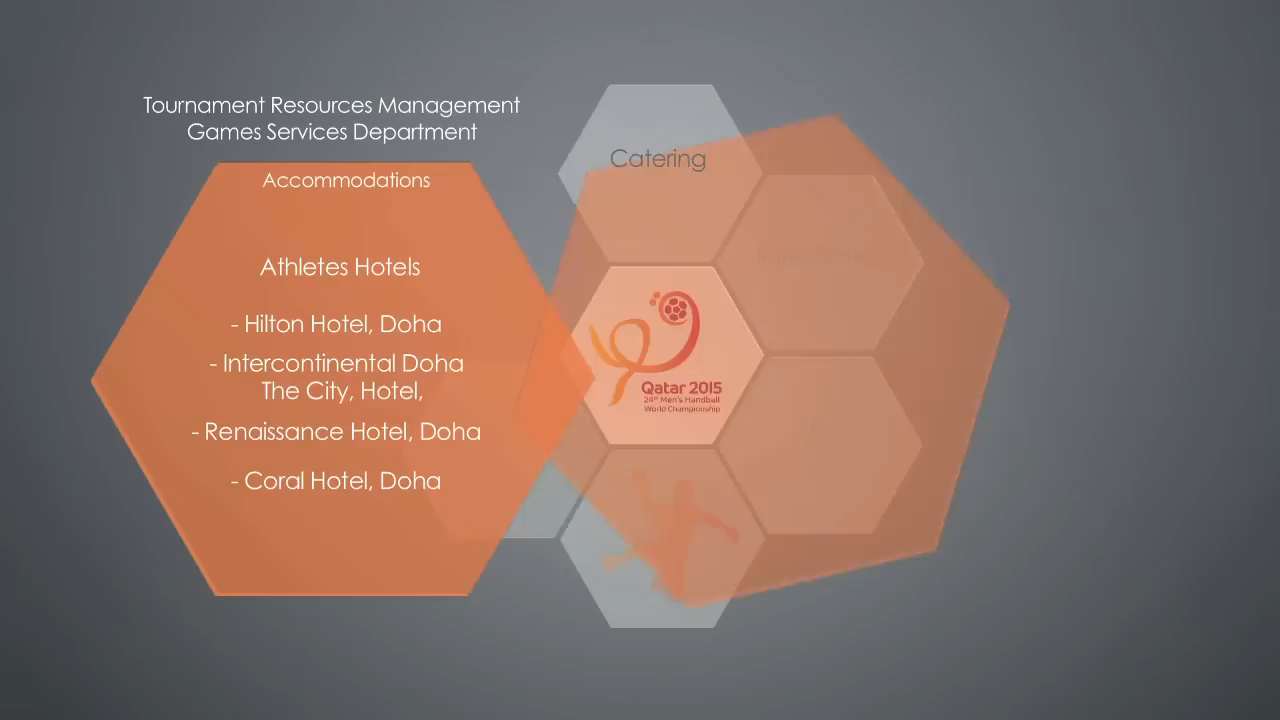 Tournament Resources Management
Games Services Department
Accommodations
Athletes Hotels
- Hilton Hotel, Doha
- Intercontinental Doha
The City, Hotel,
- Renaissance Hotel, Doha
- Coral Hotel, Doha
Catering
Qatar 2015
24th Men's Handball
World Championship